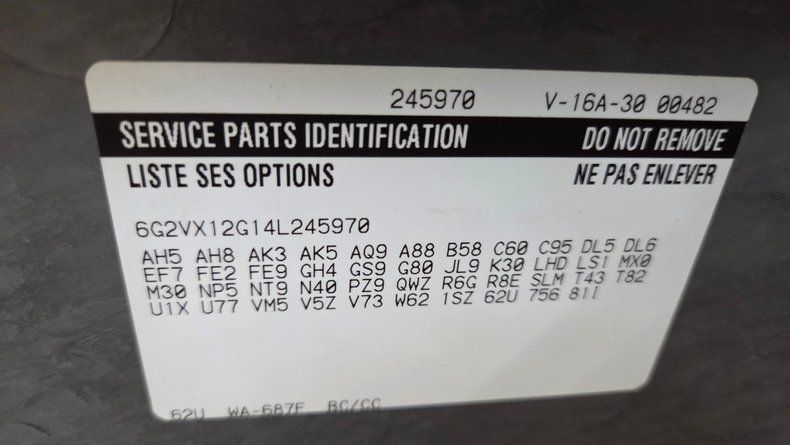 245970 V-16A-30 00482
SERVICE PARTS IDENTIFICATION DO NOT REMOVE
LISTE SES OPTIONS NE PAS ENLEVER
6G2VX12G14L245970
AH5 AH8 AK3 AK5 AQ9 A88 B58 C60 C95 DL5 DL6
EF7 FE2 FE9 GH4 GS9 G80 JL9 K30 LHD LS1 MX0
M30 NP5 NT9 N40 PZ9 QWZ R6G R8E SLM T43 T82
U1X U77 VM5 V5Z V73 W62 1SZ 62U 756 81I
62U WA-687F BC/CC